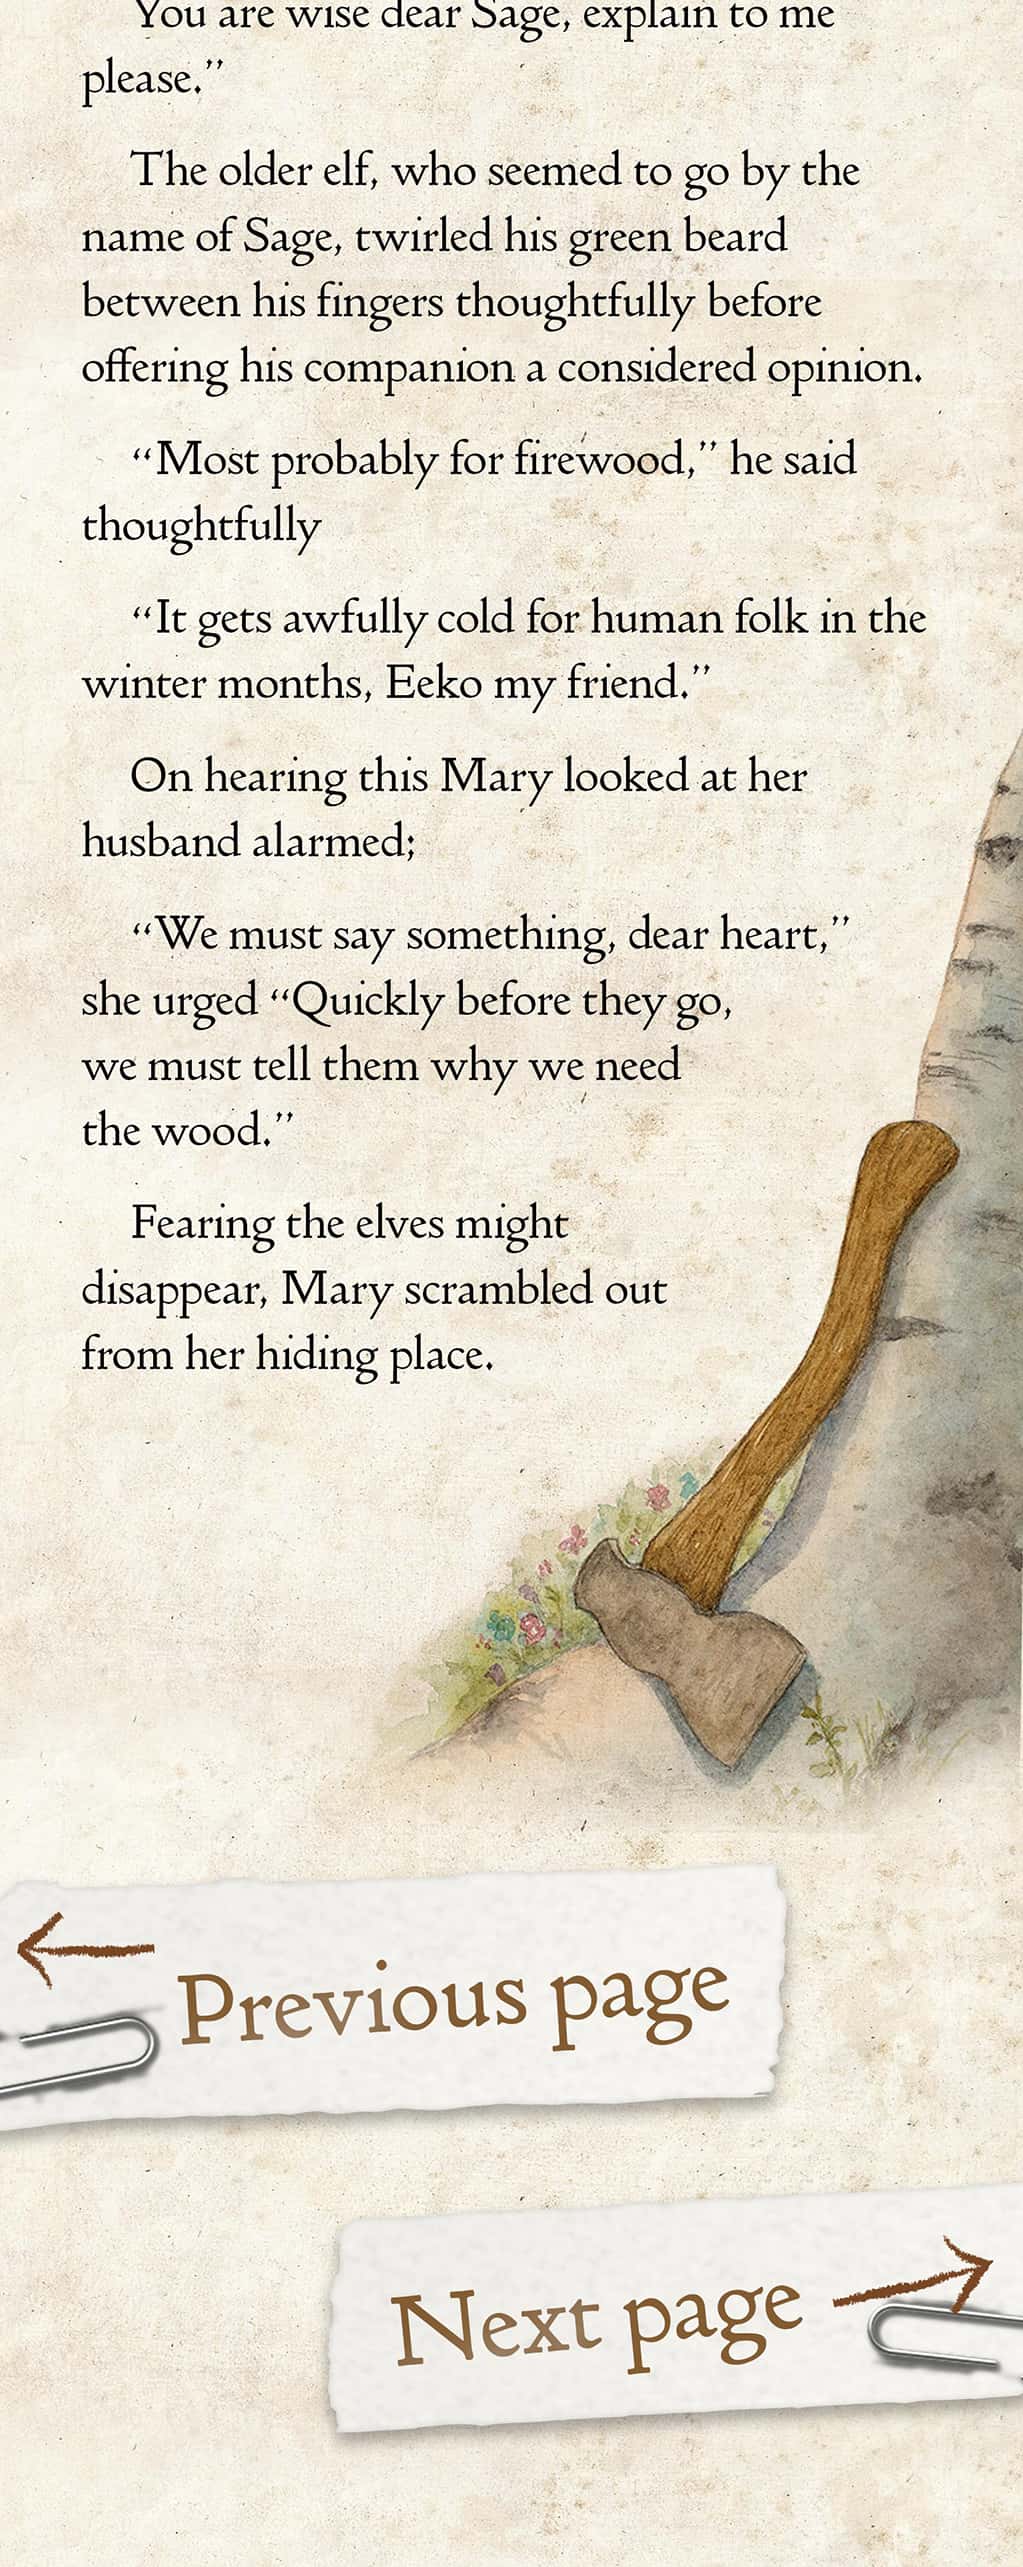 You are wise dear Sage, explain to me
please.”
The older elf, who seemed to go by the
name of Sage, twirled his green beard
between his fingers thoughtfully before
offering his companion a considered opinion.
“Most probably for firewood,” he said
thoughtfully
“It gets awfully cold for human folk in the
winter months, Eeko my friend.”
On hearing this Mary looked at her
husband alarmed;
“We must say something, dear heart,”
she urged “Quickly before they go,
we must tell them why we need
the wood.”
Fearing the elves might
disappear, Mary scrambled out
from her hiding place.
Previous page
Next page